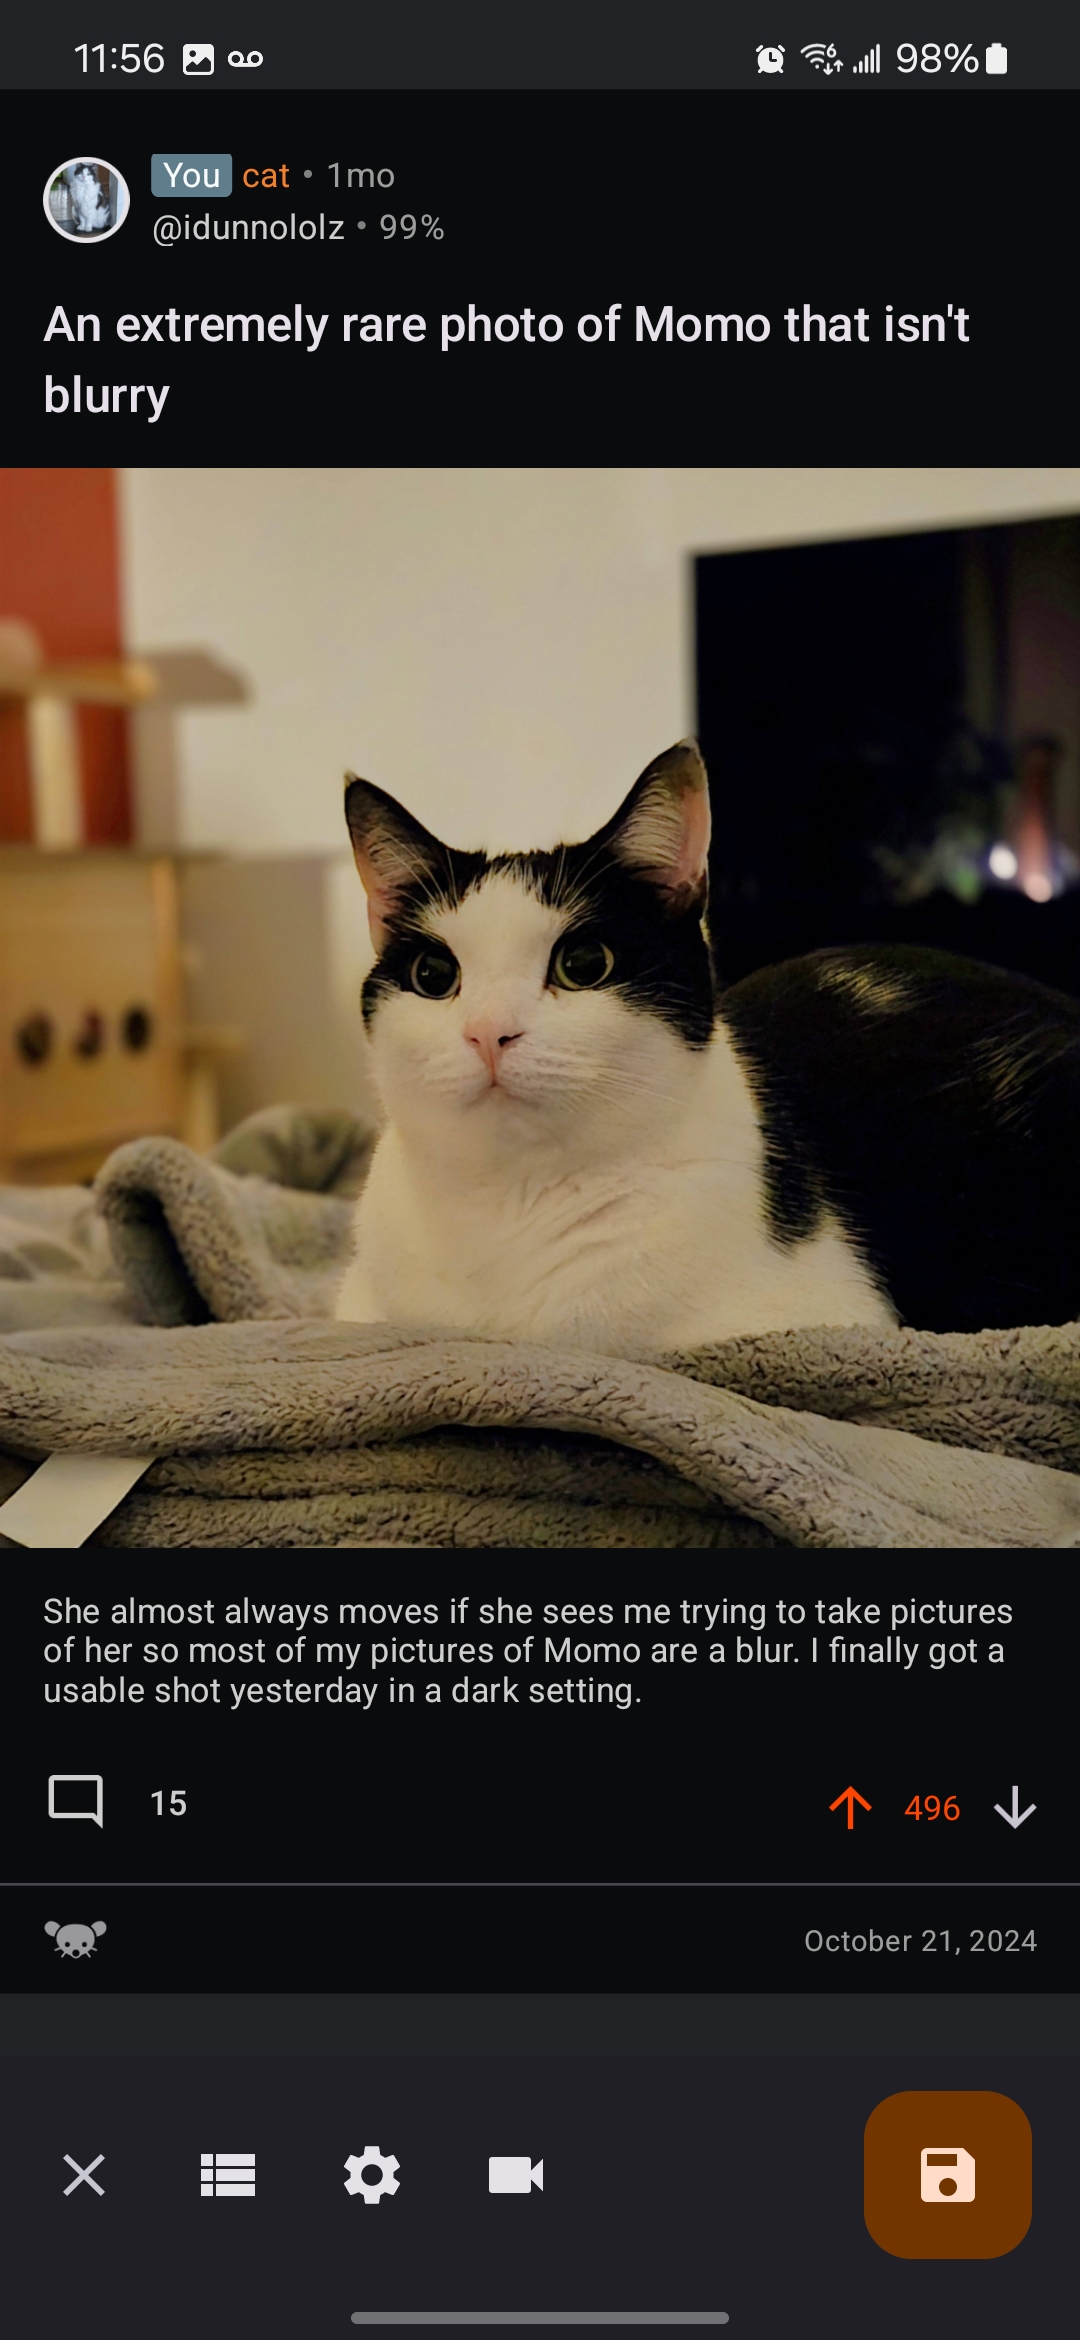 11:56 98%
You cat • 1mo
@idunnololz • 99%
An extremely rare photo of Momo that isn't
blurry
She almost always moves if she sees me trying to take pictures
of her so most of my pictures of Momo are a blur. I finally got a
usable shot yesterday in a dark setting.
15 496
October 21, 2024